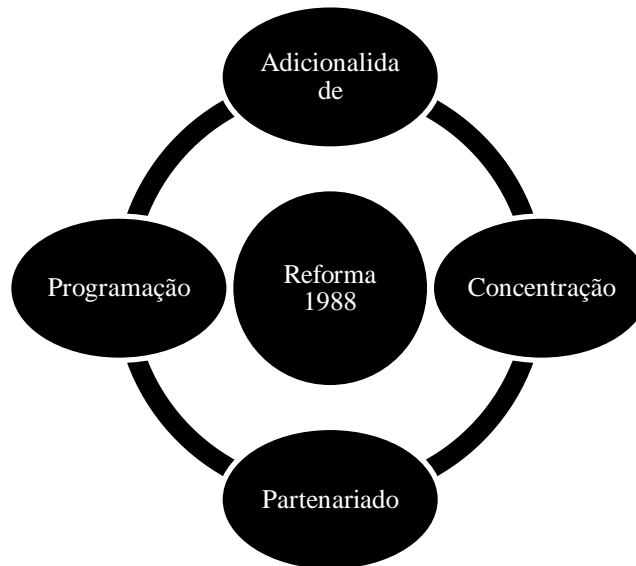 Adicionalida
de
Programação
Reforma
1988
Concentração
Partenariado